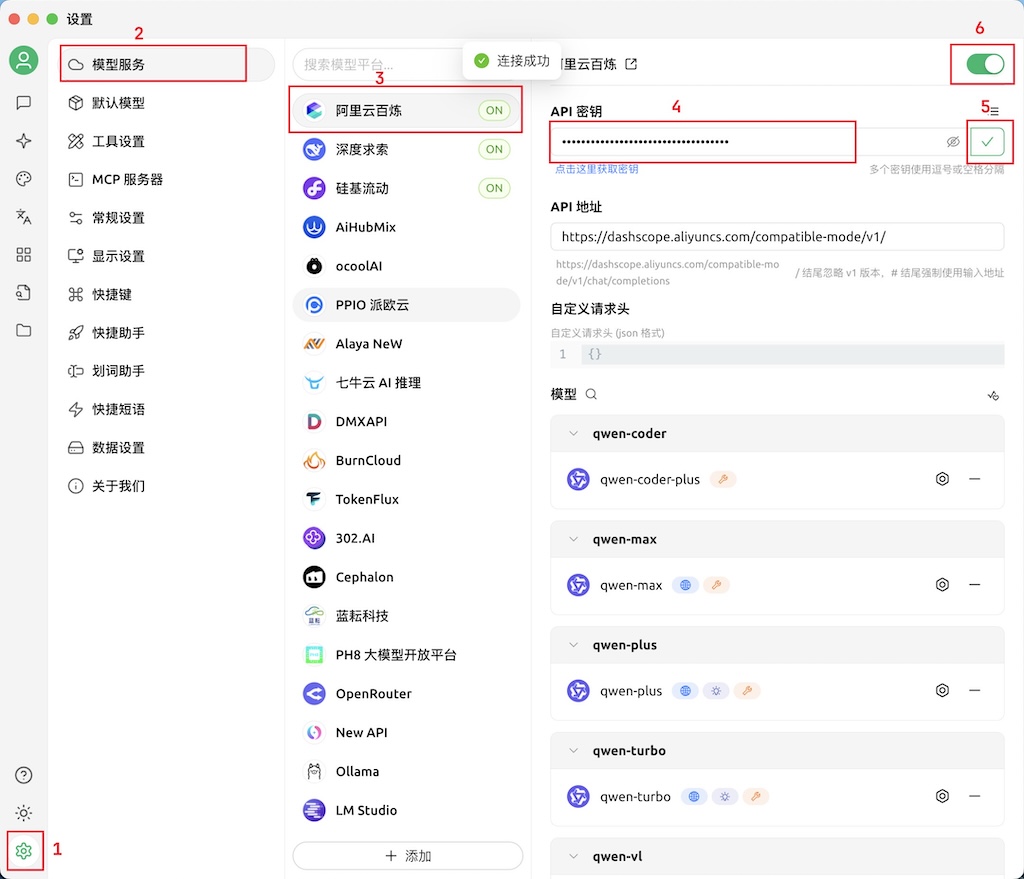 设置
2
模型服务
默认模型
工具设置
MCP 服务器
常规设置
显示设置
快捷键
快捷助手
划词助手
快捷短语
数据设置
关于我们
1
搜索模型平台...
3
阿里云百炼 ON
深度求索 ON
硅基流动 ON
AiHubMix
ocoolAI
PPIO 派欧云
Alaya NeW
七牛云 AI 推理
DMXAPI
BurnCloud
TokenFlux
302.AI
Cephalon
蓝耘科技
PH8 大模型开放平台
OpenRouter
New API
Ollama
LM Studio
添加
连接成功
里云百炼
6
API 密钥
4
5
点击这里获取密钥
多个密钥使用逗号或空格分隔
API 地址
https://dashscope.aliyuncs.com/compatible-mode/v1/
https://dashscope.aliyuncs.com/compatible-mo
de/v1/chat/completions
/ 结尾忽略 v1 版本，# 结尾强制使用输入地址
自定义请求头
自定义请求头 (json 格式)
1 {}
模型
qwen-coder
qwen-coder-plus
qwen-max
qwen-max
qwen-plus
qwen-plus
qwen-turbo
qwen-turbo
qwen-vl